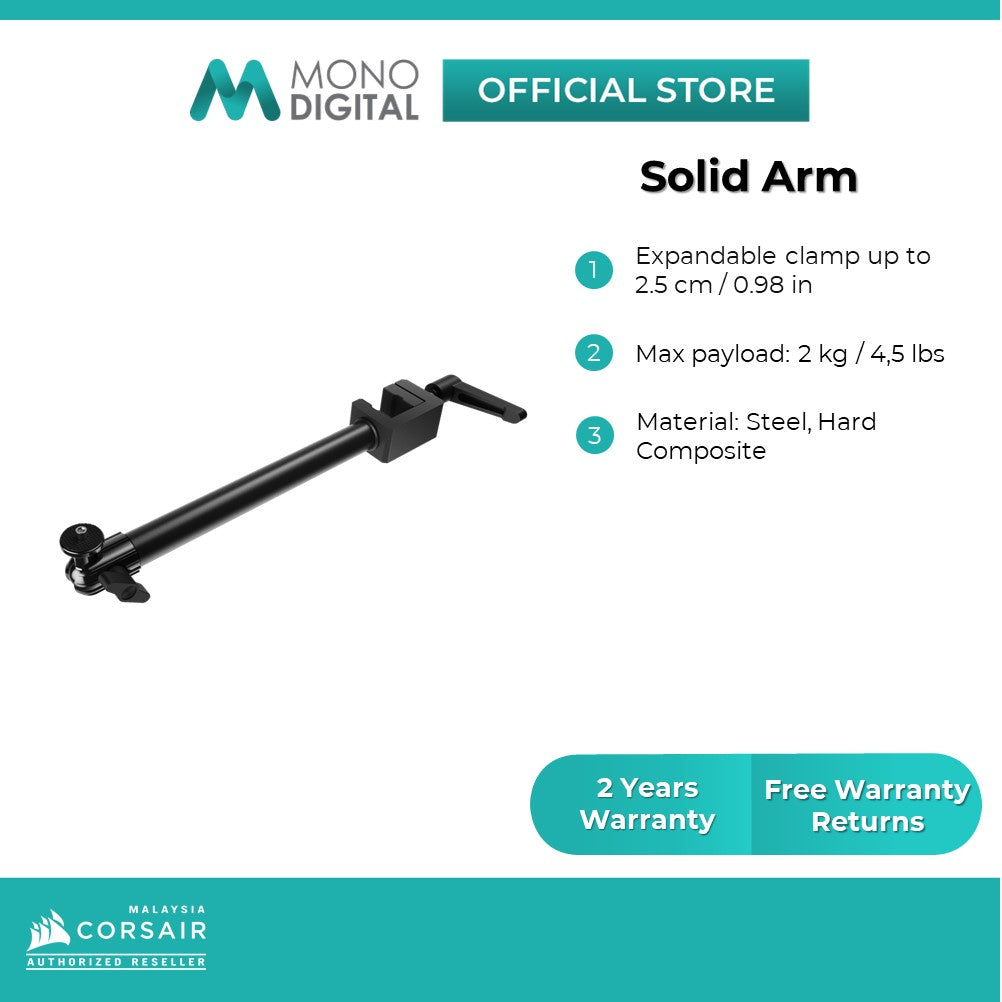 MONO
DIGITAL
OFFICIAL STORE
Solid Arm
1
Expandable clamp up to
2.5 cm / 0.98 in
2
Max payload: 2 kg / 4,5 lbs
3
Material: Steel, Hard
Composite
2 Years
Warranty
Free Warranty
Returns
MALAYSIA
CORSAIR
AUTHORIZED RESELLER